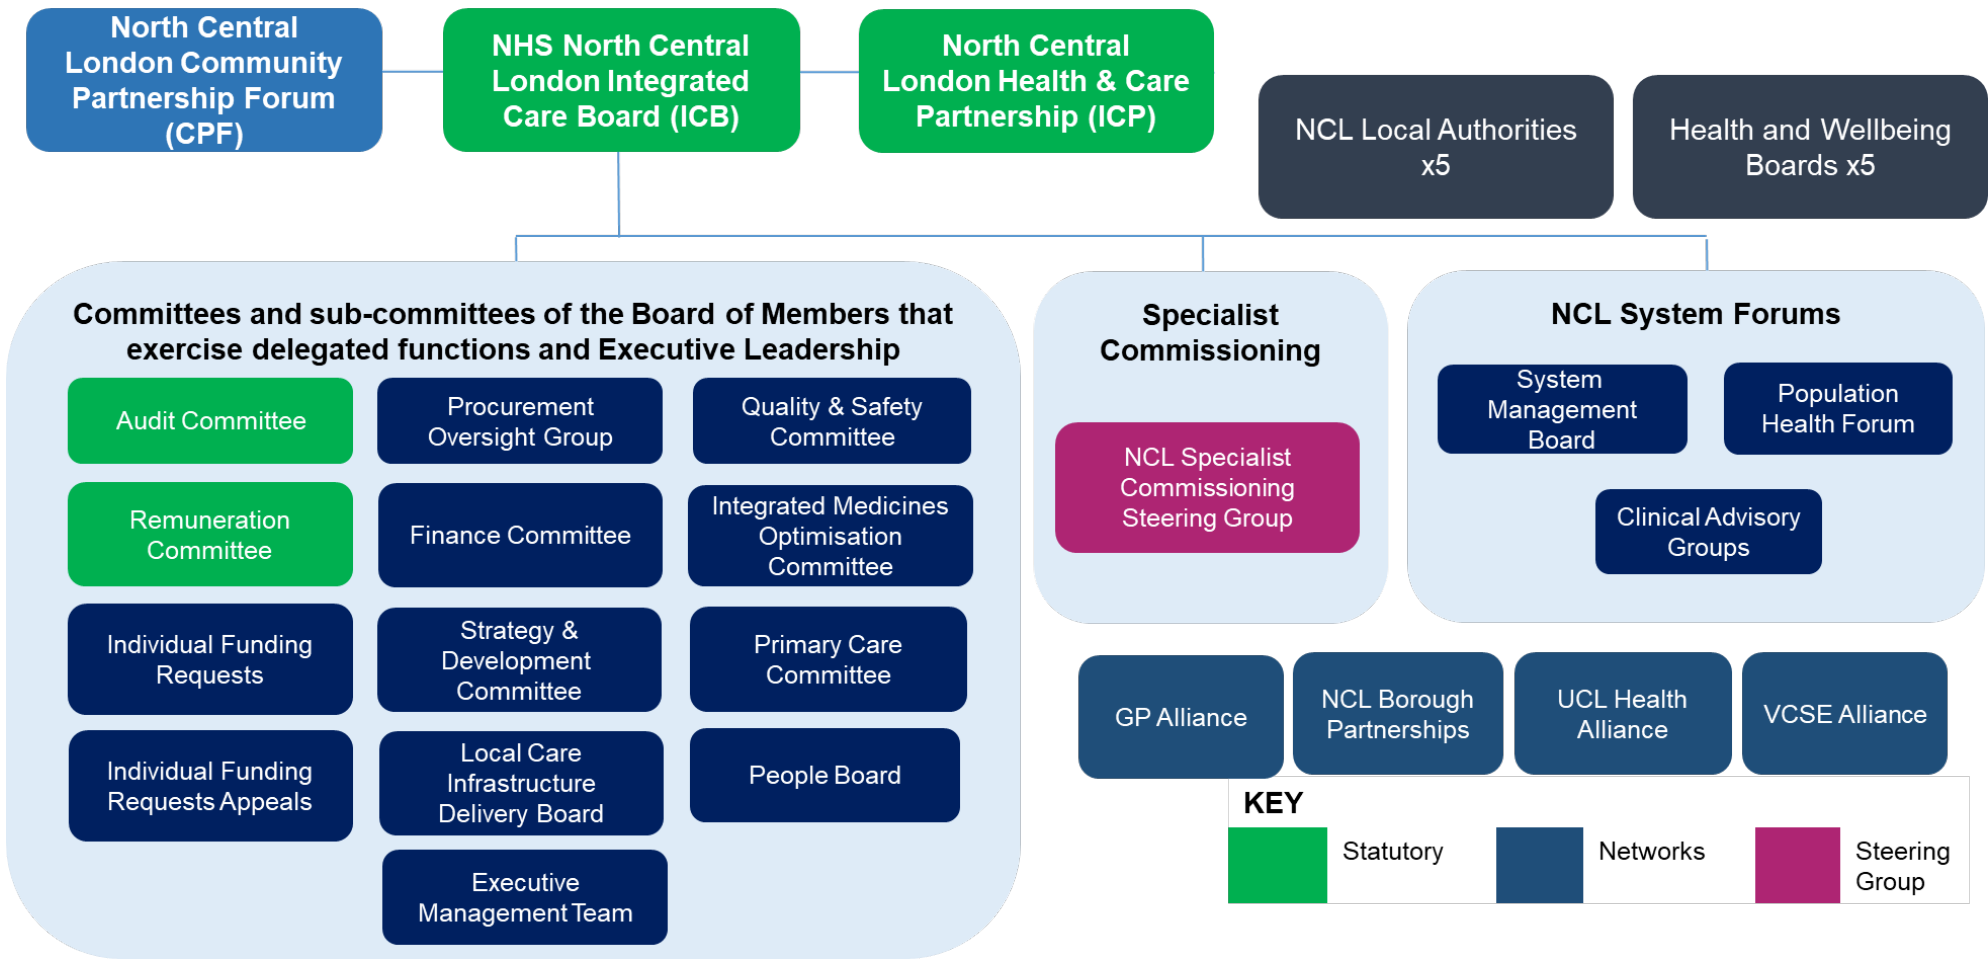 North Central
London Community
Partnership Forum
(CPF)
NHS North Central
London Integrated
Care Board (ICB)
North Central
London Health & Care
Partnership (ICP)
NCL Local Authorities
x5
Health and Wellbeing
Boards x5
Committees and sub-committees of the Board of Members that
exercise delegated functions and Executive Leadership
Audit Committee
Procurement
Oversight Group
Quality & Safety
Committee
Remuneration
Committee
Finance Committee
Integrated Medicines
Optimisation
Committee
Individual Funding
Requests
Strategy &
Development
Committee
Primary Care
Committee
Individual Funding
Requests Appeals
Local Care
Infrastructure
Delivery Board
People Board
Executive
Management Team
Specialist
Commissioning
NCL Specialist
Commissioning
Steering Group
NCL System Forums
System
Management
Board
Population
Health Forum
Clinical Advisory
Groups
GP Alliance
NCL Borough
Partnerships
UCL Health
Alliance
VCSE Alliance
KEY
Statutory
Networks
Steering
Group